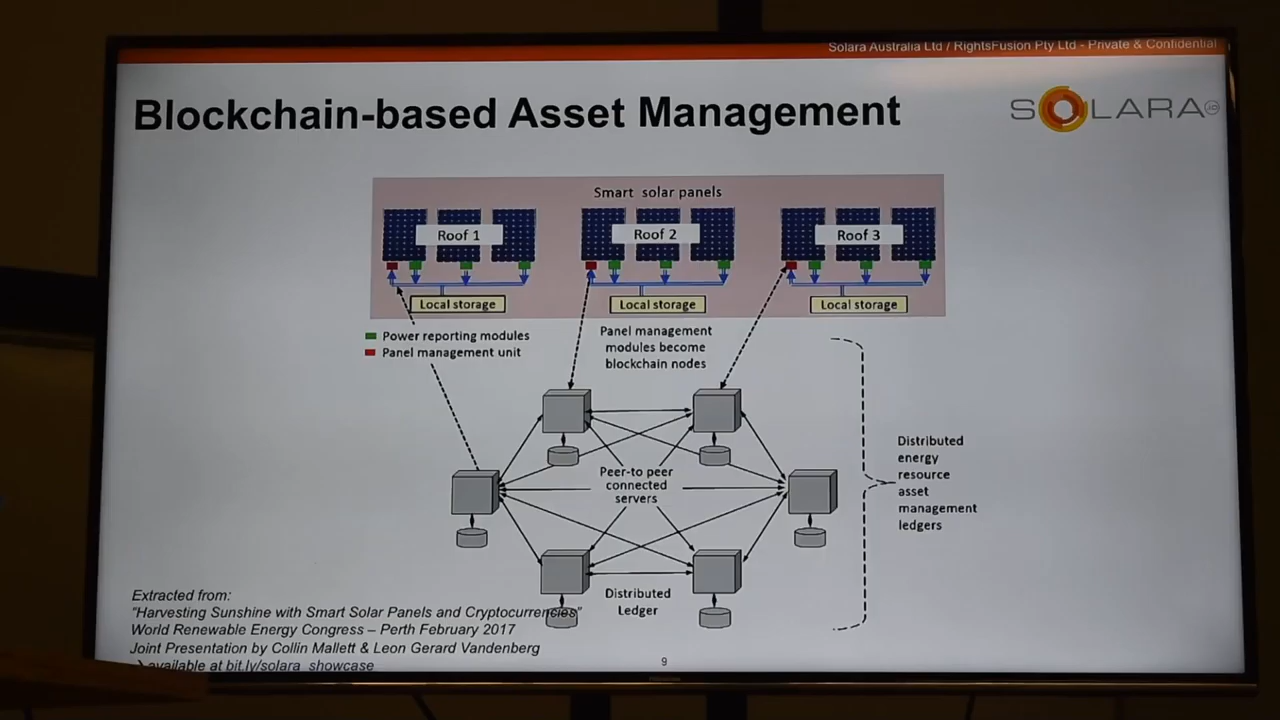 Solara Australia Ltd / RightsFusion Pty Ltd - Private & Confidential
Blockchain-based Asset Management
SOLARA.io
Smart solar panels
Roof 1
Roof 2
Roof 3
Local storage
Local storage
Local storage
Power reporting modules
Panel management unit
Panel management
modules become
blockchain nodes
Peer-to peer
connected
servers
Distributed
energy
resource
asset
management
ledgers
Distributed
Ledger
Extracted from:
"Harvesting Sunshine with Smart Solar Panels and Cryptocurrencies"
World Renewable Energy Congress – Perth February 2017
Joint Presentation by Collin Mallett & Leon Gerard Vandenberg
available at bit.ly/solara_showcase
9